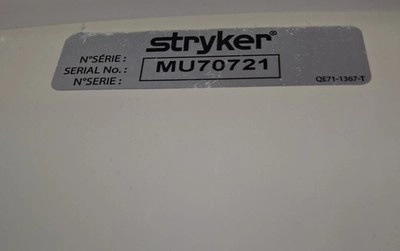 stryker®
N°SÉRIE :
SERIAL No.: MU70721
N°SERIE :
QE71-1367-T